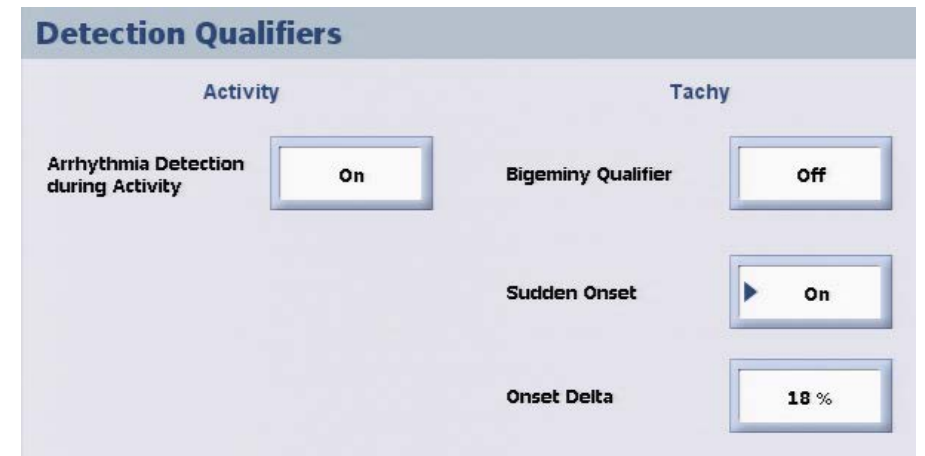 Detection Qualifiers
Activity
Tachy
Arrhythmia Detection
during Activity
On
Bigeminy Qualifier
Off
Sudden Onset
On
Onset Delta
18 %